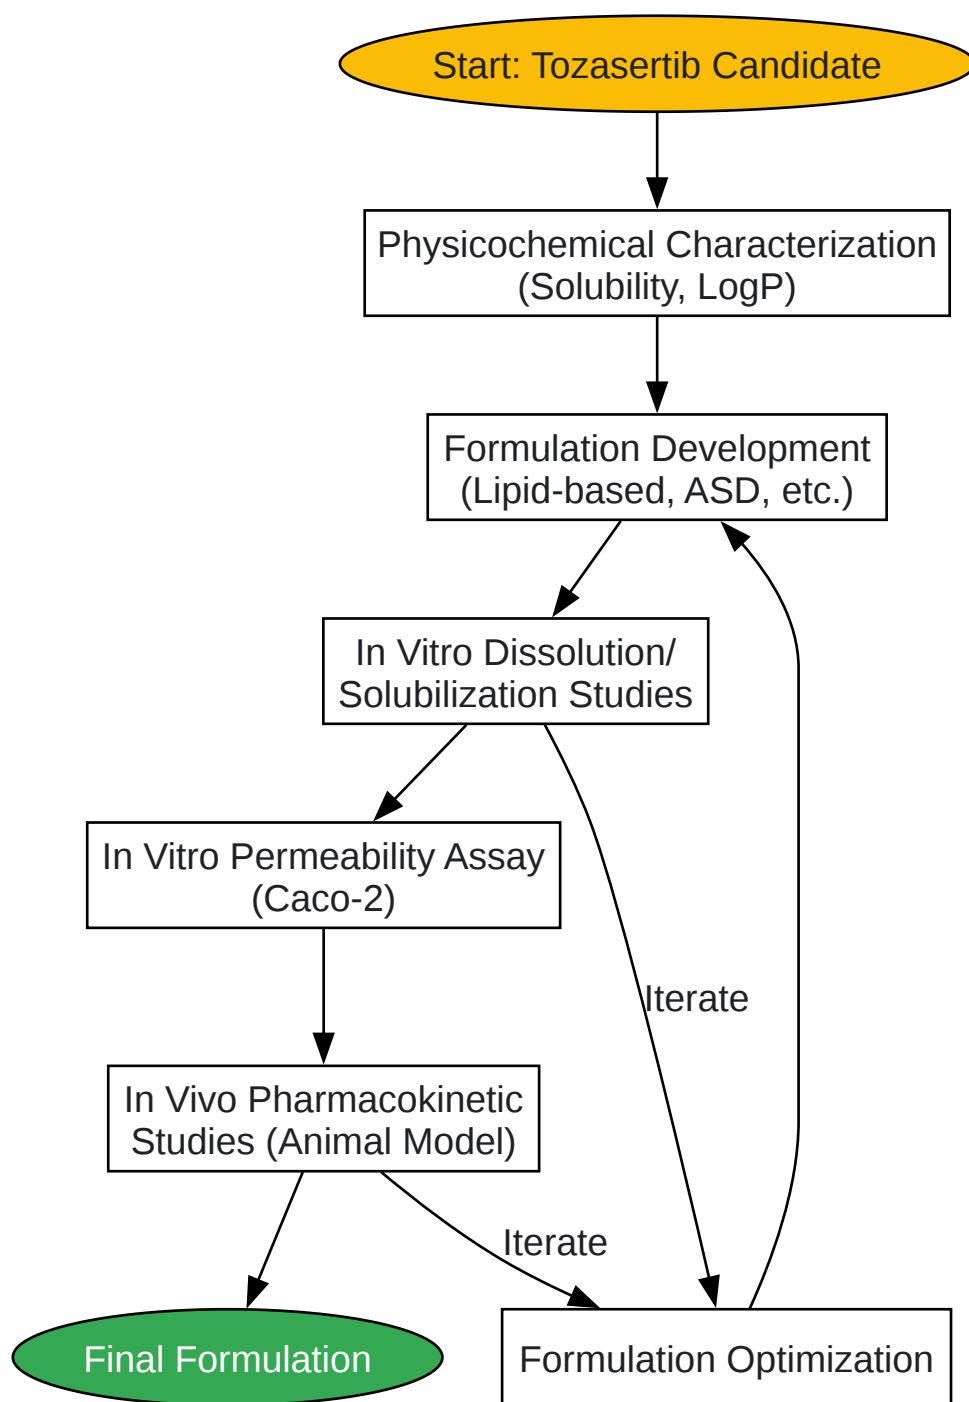 Start: Tozasertib Candidate
Physicochemical Characterization
(Solubility, LogP)
Formulation Development
(Lipid-based, ASD, etc.)
In Vitro Dissolution/
Solubilization Studies
In Vitro Permeability Assay
(Caco-2)
Iterate
In Vivo Pharmacokinetic
Studies (Animal Model)
Iterate
Final Formulation
Formulation Optimization